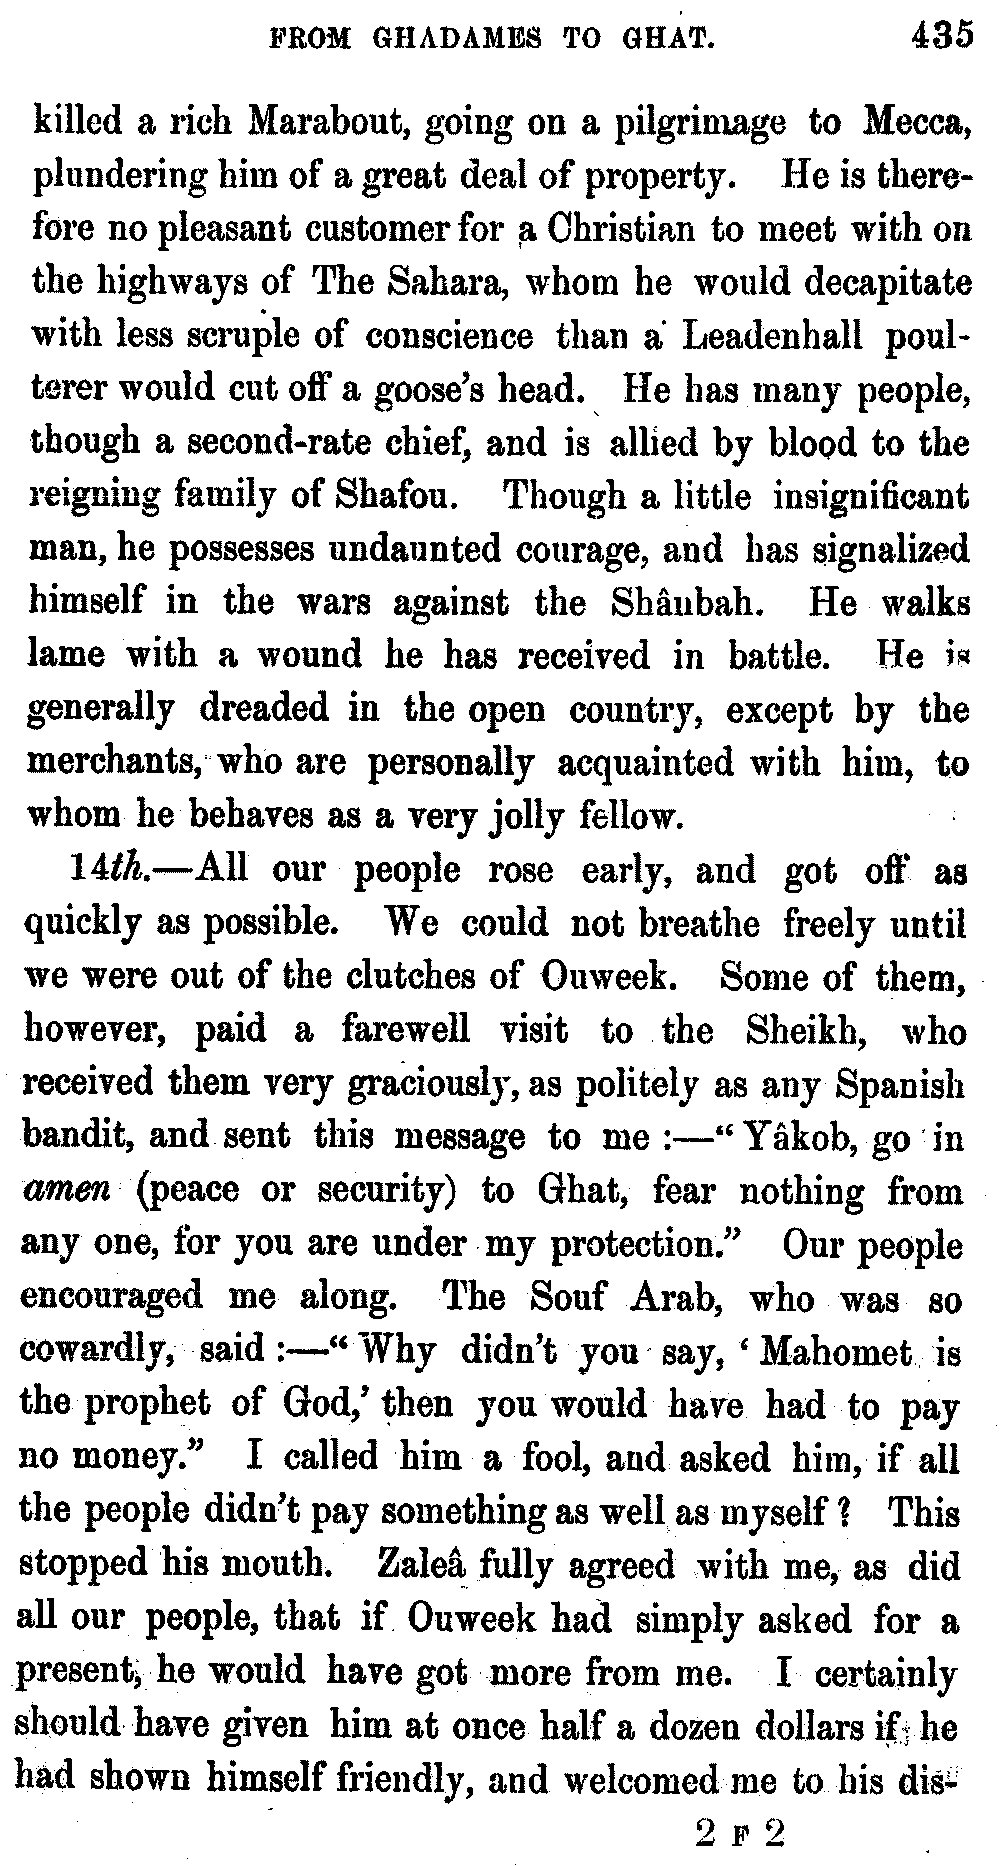 FROM GHADAMES TO GHAT. 435
killed a rich Marabout, going on a pilgrimage to Mecca,
plundering him of a great deal of property. He is there-
fore no pleasant customer for a Christian to meet with on
the highways of The Sahara, whom he would decapitate
with less scruple of conscience than a Leadenhall poul-
terer would cut off a goose's head. He has many people,
though a second-rate chief, and is allied by blood to the
reigning family of Shafou. Though a little insignificant
man, he possesses undaunted courage, and has signalized
himself in the wars against the Shâubah. He walks
lame with a wound he has received in battle. He is
generally dreaded in the open country, except by the
merchants, who are personally acquainted with him, to
whom he behaves as a very jolly fellow.
14th.—All our people rose early, and got off as
quickly as possible. We could not breathe freely until
we were out of the clutches of Ouweek. Some of them,
however, paid a farewell visit to the Sheikh, who
received them very graciously, as politely as any Spanish
bandit, and sent this message to me :—“ Yâkob, go in
amen (peace or security) to Ghat, fear nothing from
any one, for you are under my protection.” Our people
encouraged me along. The Souf Arab, who was so
cowardly, said :—“ Why didn't you say, ‘ Mahomet is
the prophet of God,’ then you would have had to pay
no money.” I called him a fool, and asked him, if all
the people didn't pay something as well as myself ? This
stopped his mouth. Zaleâ fully agreed with me, as did
all our people, that if Ouweek had simply asked for a
present, he would have got more from me. I certainly
should have given him at once half a dozen dollars if he
had shown himself friendly, and welcomed me to his dis-
2 F 2